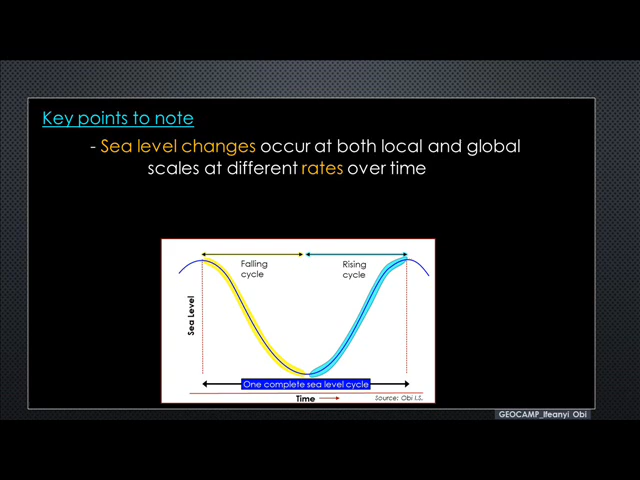 Key points to note
- Sea level changes occur at both local and global
scales at different rates over time
Falling
cycle
Rising
cycle
Sea Level
One complete sea level cycle
Time
Source: Obi I.S.
GEOCAMP_Ifeanyi Obi